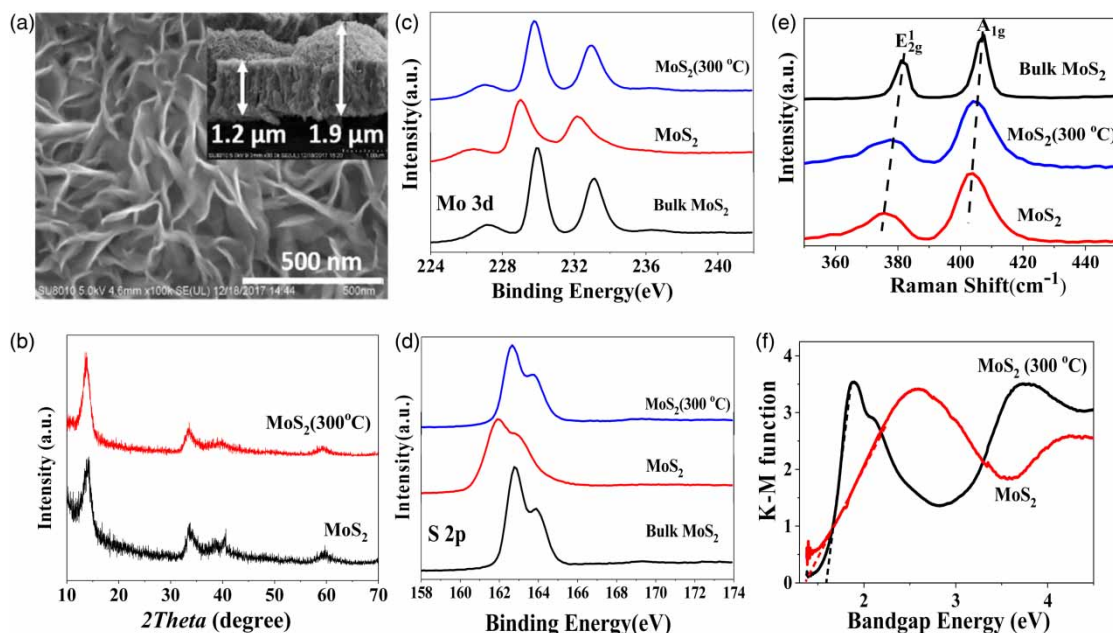 (a)
1.2 μm
1.9 μm
500 nm
SU8010 5.0kV 4.6mm x100k SE(UL) 12/18/2017 14:44
500nm
(b)
Intensity (a.u.)
MoS2(300°C)
MoS2
10 20 30 40 50 60 70
2Theta (degree)
(c)
Intensity(a.u.)
MoS2(300 °C)
MoS2
Mo 3d
Bulk MoS2
224 228 232 236 240
Binding Energy(eV)
(d)
Intensity(a.u.)
MoS2(300 °C)
MoS2
S 2p
Bulk MoS2
158 160 162 164 166 168 170 172 174
Binding Energy(eV)
(e)
Intensity(a.u.)
E12g
A1g
Bulk MoS2
MoS2(300 °C)
MoS2
350 400 450
Raman Shift(cm-1)
(f)
K-M function
4
3
2
1
0
MoS2 (300 °C)
MoS2
2 3 4
Bandgap Energy (eV)